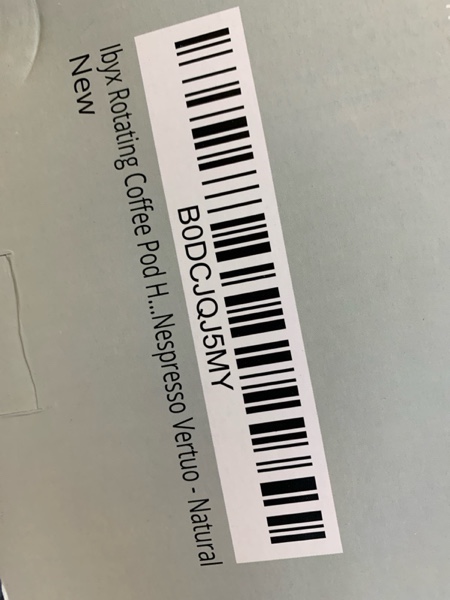 B0DCJQJ5MY
Ibyx Rotating Coffee Pod H...Nespresso Vertuo - Natural
New